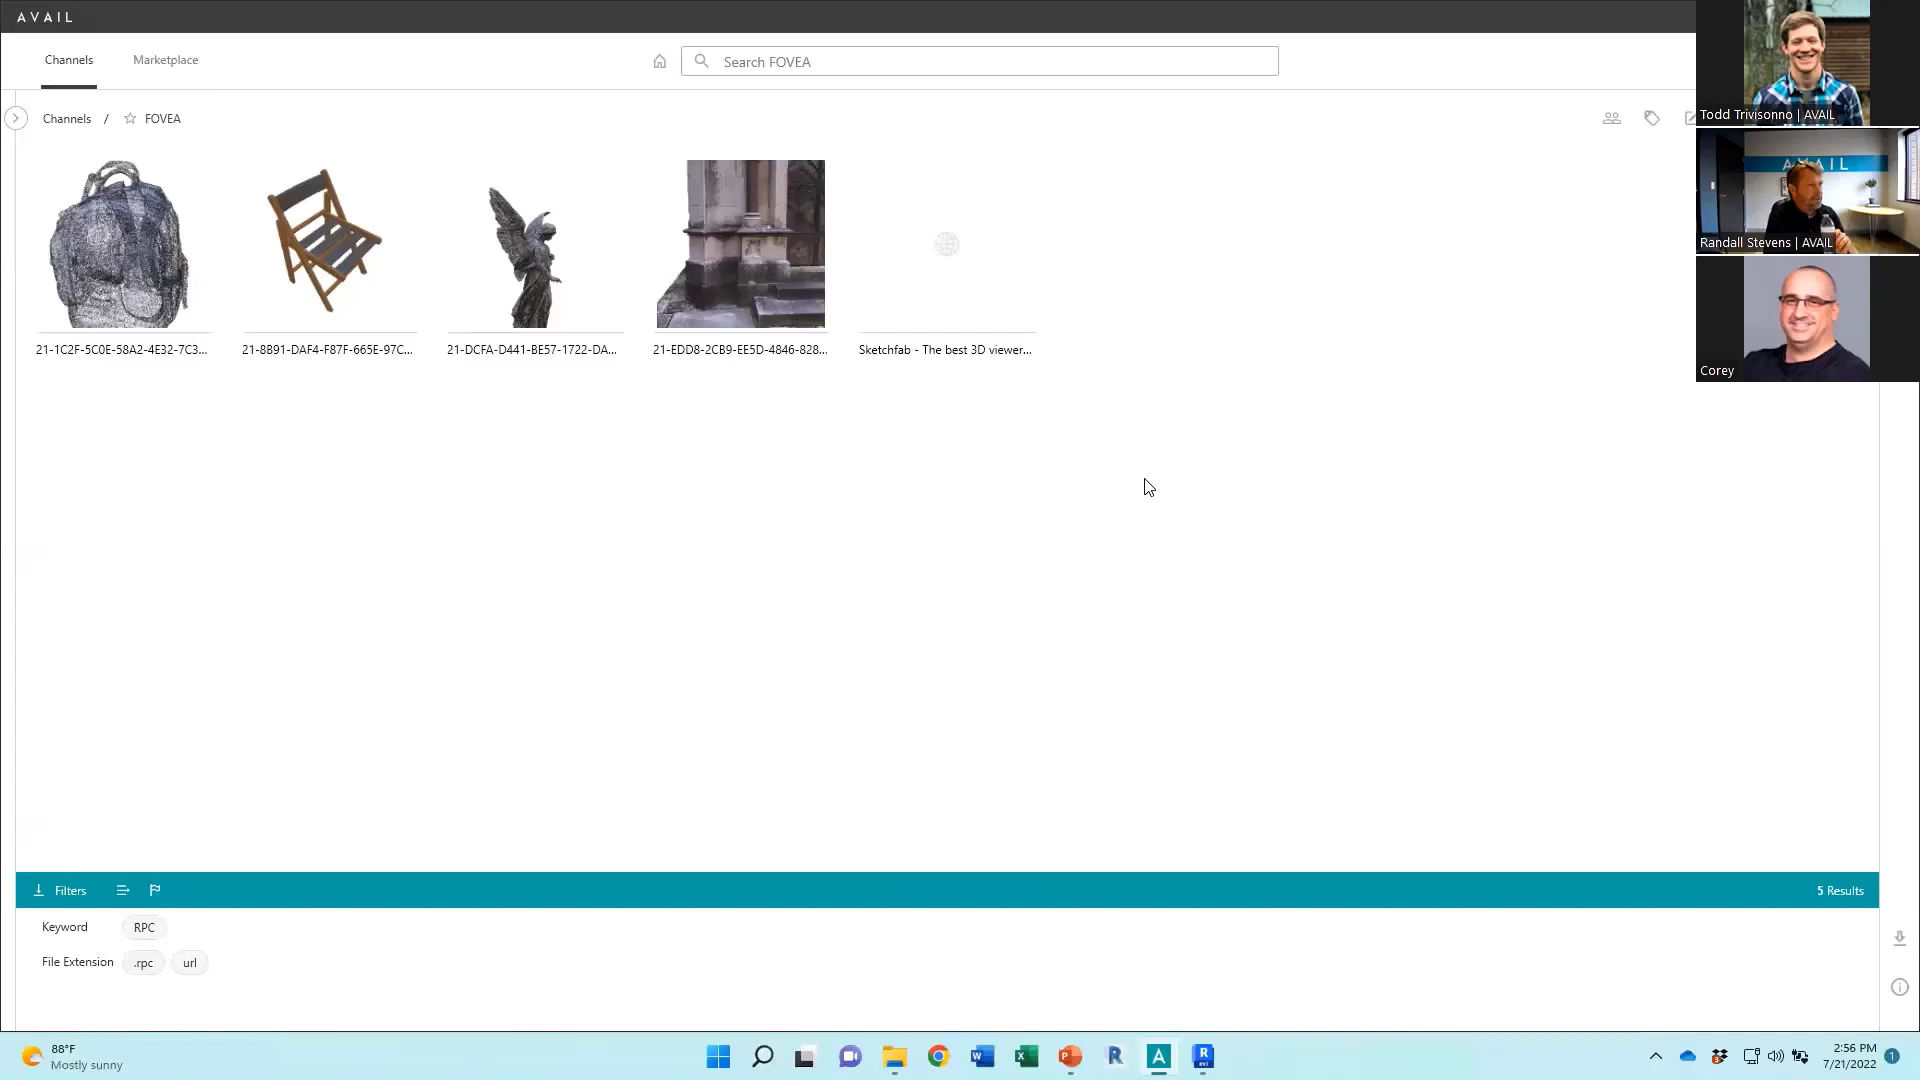 AVAIL
Channels
Marketplace
Search FOVEA
Channels / FOVEA
21-1C2F-5C0E-58A2-4E32-7C3...
21-8B91-DAF4-F87F-665E-97C...
21-DCFA-D441-BE57-1722-DA...
21-EDD8-2CB9-EE5D-4846-828...
Sketchfab - The best 3D viewer...
Todd Trivisonno | AVAIL
AVAIL
Randall Stevens | AVAIL
Corey
Filters
5 Results
Keyword
RPC
File Extension
.rpc
url
88°F
Mostly sunny
2:56 PM
7/21/2022
1